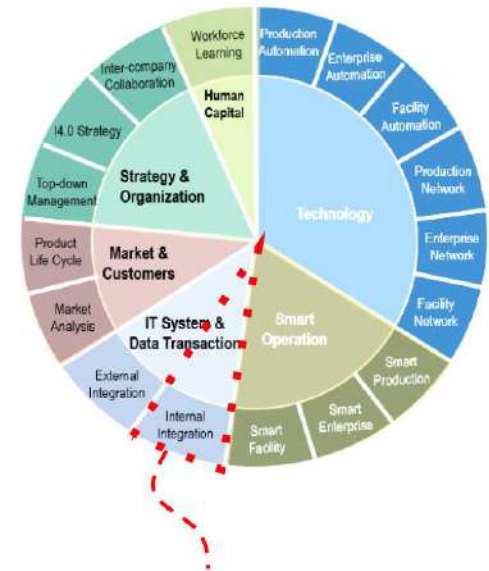 Workforce
Learning
Production
Automation
Enterprise
Automation
Facility
Automation
Production
Network
Enterprise
Network
Facility
Network
Smart
Production
Smart
Enterprise
Smart
Facility
Internal
Integration
External
Integration
Market
Analysis
Product
Life Cycle
Top-down
Management
I4.0 Strategy
Inter-company
Collaboration
Human
Capital
Technology
Smart
Operation
IT System &
Data Transaction
Market &
Customers
Strategy &
Organization